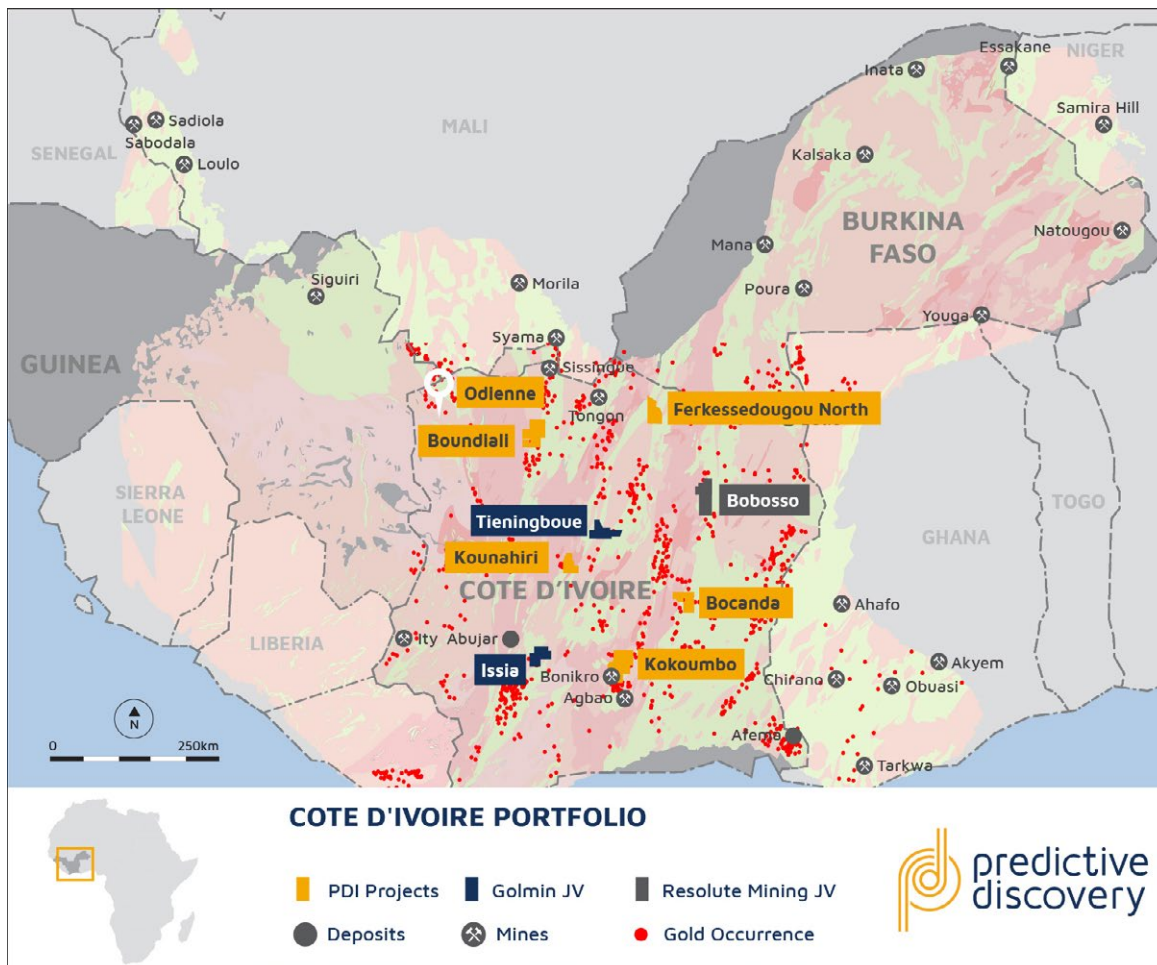 Essakane
NIGER
Inata
Samira Hill
MALI
Sadiola
Sabodala
SENEGAL
Loulo
Kalsaka
BURKINA
FASO
Natougou
Mana
Siguiri
Morila
Poura
Youga
Syama
GUINEA
Sissingue
Odienne
Tongon
Ferkessedougou North
Boundiali
SIERRA
LEONE
Bobosso
TOGO
Tieningboue
GHANA
Kounahiri
COTE D'IVOIRE
Bocanda
Ahafo
LIBERIA
Ity
Abujar
Issia
Kokoumbo
Akyem
Bonikro
Chirano
Obuasi
Agbao
N
0
250km
Afema
Tarkwa
COTE D'IVOIRE PORTFOLIO
PDI Projects
Golmin JV
Resolute Mining JV
Deposits
Mines
Gold Occurrence
predictive
discovery